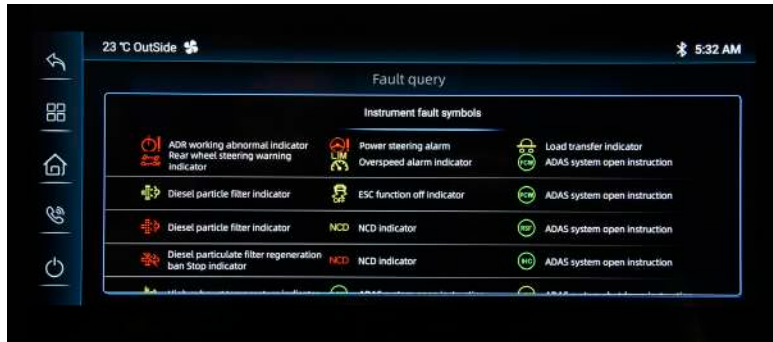 23 ℃ OutSide
5:32 AM
Fault query
Instrument fault symbols
ADR working abnormal indicator
Power steering alarm
Load transfer indicator
Rear wheel steering warning
indicator
LIM
Overspeed alarm indicator
FCW
ADAS system open instruction
Diesel particle filter indicator
OFF
ESC function off indicator
PCW
ADAS system open instruction
Diesel particle filter indicator
NCD
NCD indicator
RSF
ADAS system open instruction
Diesel particulate filter regeneration
ban Stop indicator
NCD
NCD indicator
IHC
ADAS system open instruction